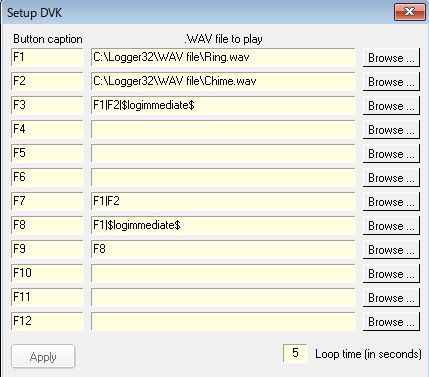 Setup DVK
Button caption .WAV file to play
F1 C:\Logger32\WAV file\Ring.wav Browse ...
F2 C:\Logger32\WAV file\Chime.wav Browse ...
F3 F1|F2|$logimmediate$ Browse ...
F4 Browse ...
F5 Browse ...
F6 Browse ...
F7 F1|F2 Browse ...
F8 F1|$logimmediate$ Browse ...
F9 F8 Browse ...
F10 Browse ...
F11 Browse ...
F12 Browse ...
Apply 5 Loop time (in seconds)